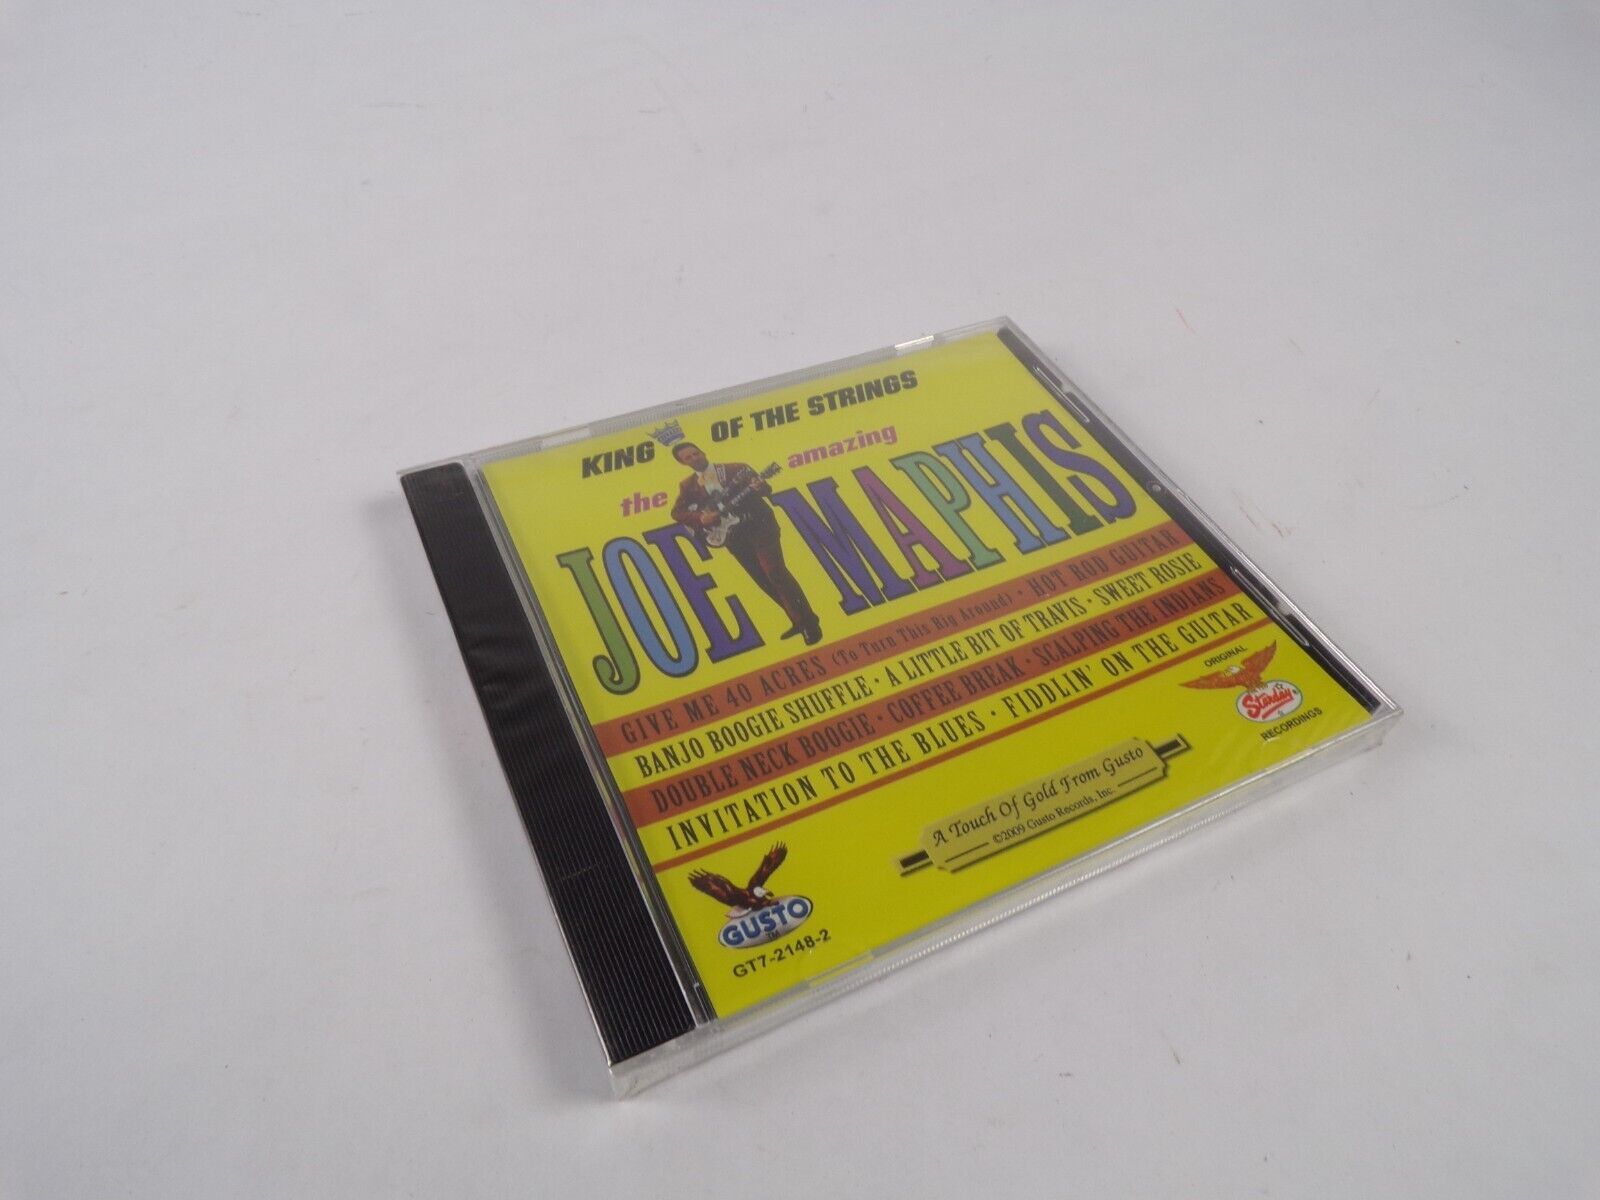 KING OF THE STRINGS
the amazing
JOE MAPHIS
GIVE ME 40 ACRES (To Turn This Rig Around) • HOT ROD GUITAR
BANJO BOOGIE SHUFFLE • A LITTLE BIT OF TRAVIS • SWEET ROSIE
DOUBLE NECK BOOGIE • COFFEE BREAK • SCALPING THE INDIANS
INVITATION TO THE BLUES • FIDDLIN' ON THE GUITAR
ORIGINAL
Starday
RECORDINGS
A Touch Of Gold From Gusto
©2009 Gusto Records, Inc.
GUSTO
TM
GT7-2148-2